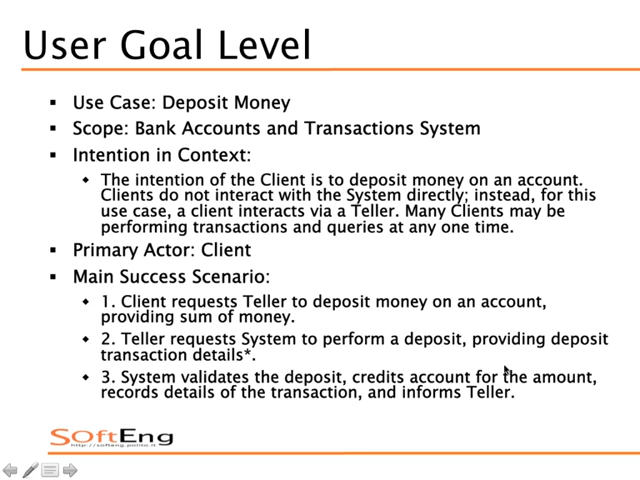 User Goal Level
Use Case: Deposit Money
Scope: Bank Accounts and Transactions System
Intention in Context:
The intention of the Client is to deposit money on an account.
Clients do not interact with the System directly; instead, for this
use case, a client interacts via a Teller. Many Clients may be
performing transactions and queries at any one time.
Primary Actor: Client
Main Success Scenario:
1. Client requests Teller to deposit money on an account,
providing sum of money.
2. Teller requests System to perform a deposit, providing deposit
transaction details*.
3. System validates the deposit, credits account for the amount,
records details of the transaction, and informs Teller.
SOftEng
http://softeng.polito.it